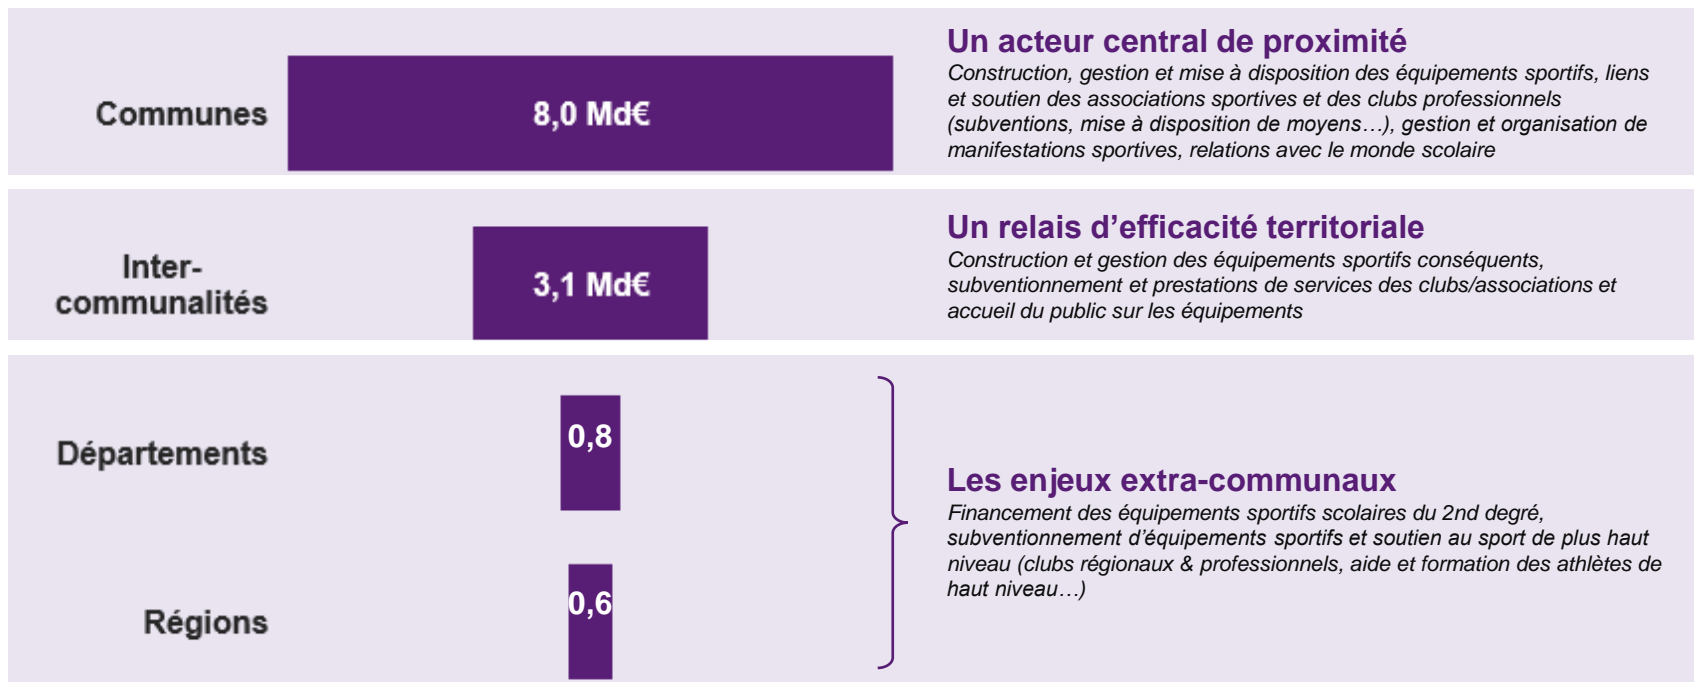 Communes
8,0 Md€
Un acteur central de proximité
Construction, gestion et mise à disposition des équipements sportifs, liens
et soutien des associations sportives et des clubs professionnels
(subventions, mise à disposition de moyens…), gestion et organisation de
manifestations sportives, relations avec le monde scolaire
Inter-
communalités
3,1 Md€
Un relais d’efficacité territoriale
Construction et gestion des équipements sportifs conséquents,
subventionnement et prestations de services des clubs/associations et
accueil du public sur les équipements
Départements
0,8
Régions
0,6
Les enjeux extra-communaux
Financement des équipements sportifs scolaires du 2nd degré,
subventionnement d’équipements sportifs et soutien au sport de plus haut
niveau (clubs régionaux & professionnels, aide et formation des athlètes de
haut niveau…)